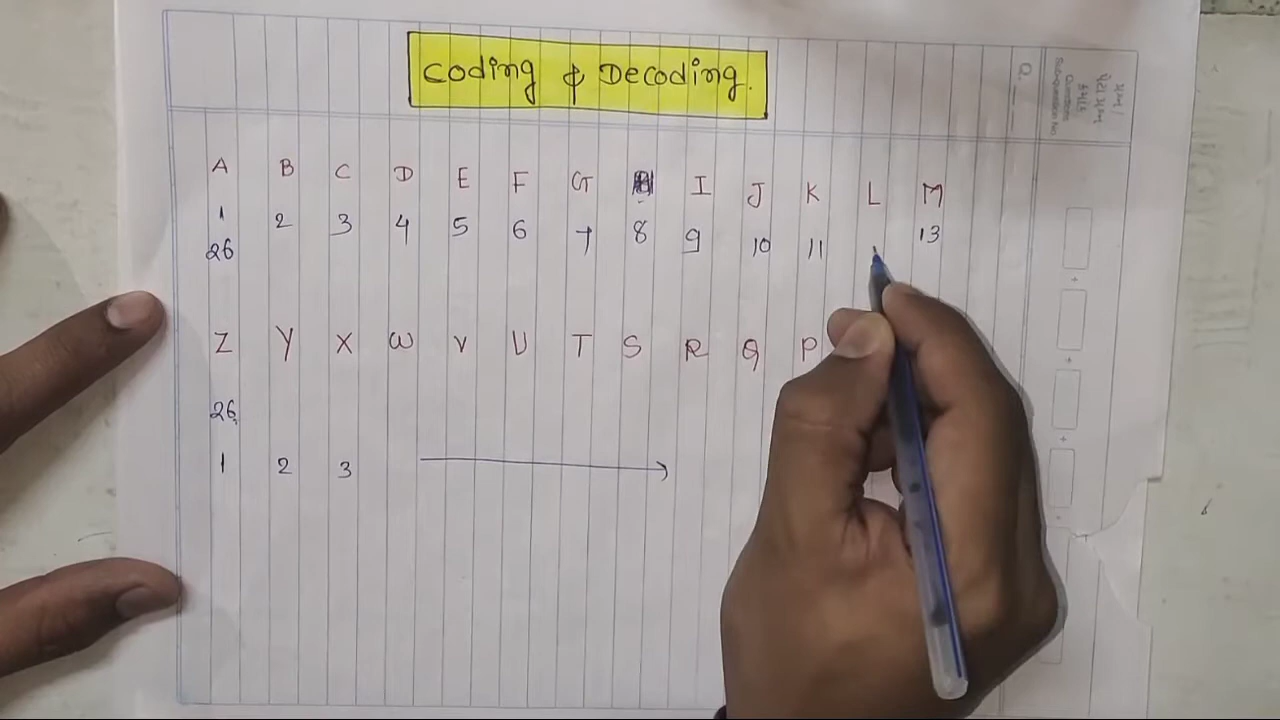 Coding & Decoding.
A B C D E F G H I J K L M
1 2 3 4 5 6 7 8 9 10 11 13
26
Z Y X W V U T S R Q P
26
1 2 3
Q.